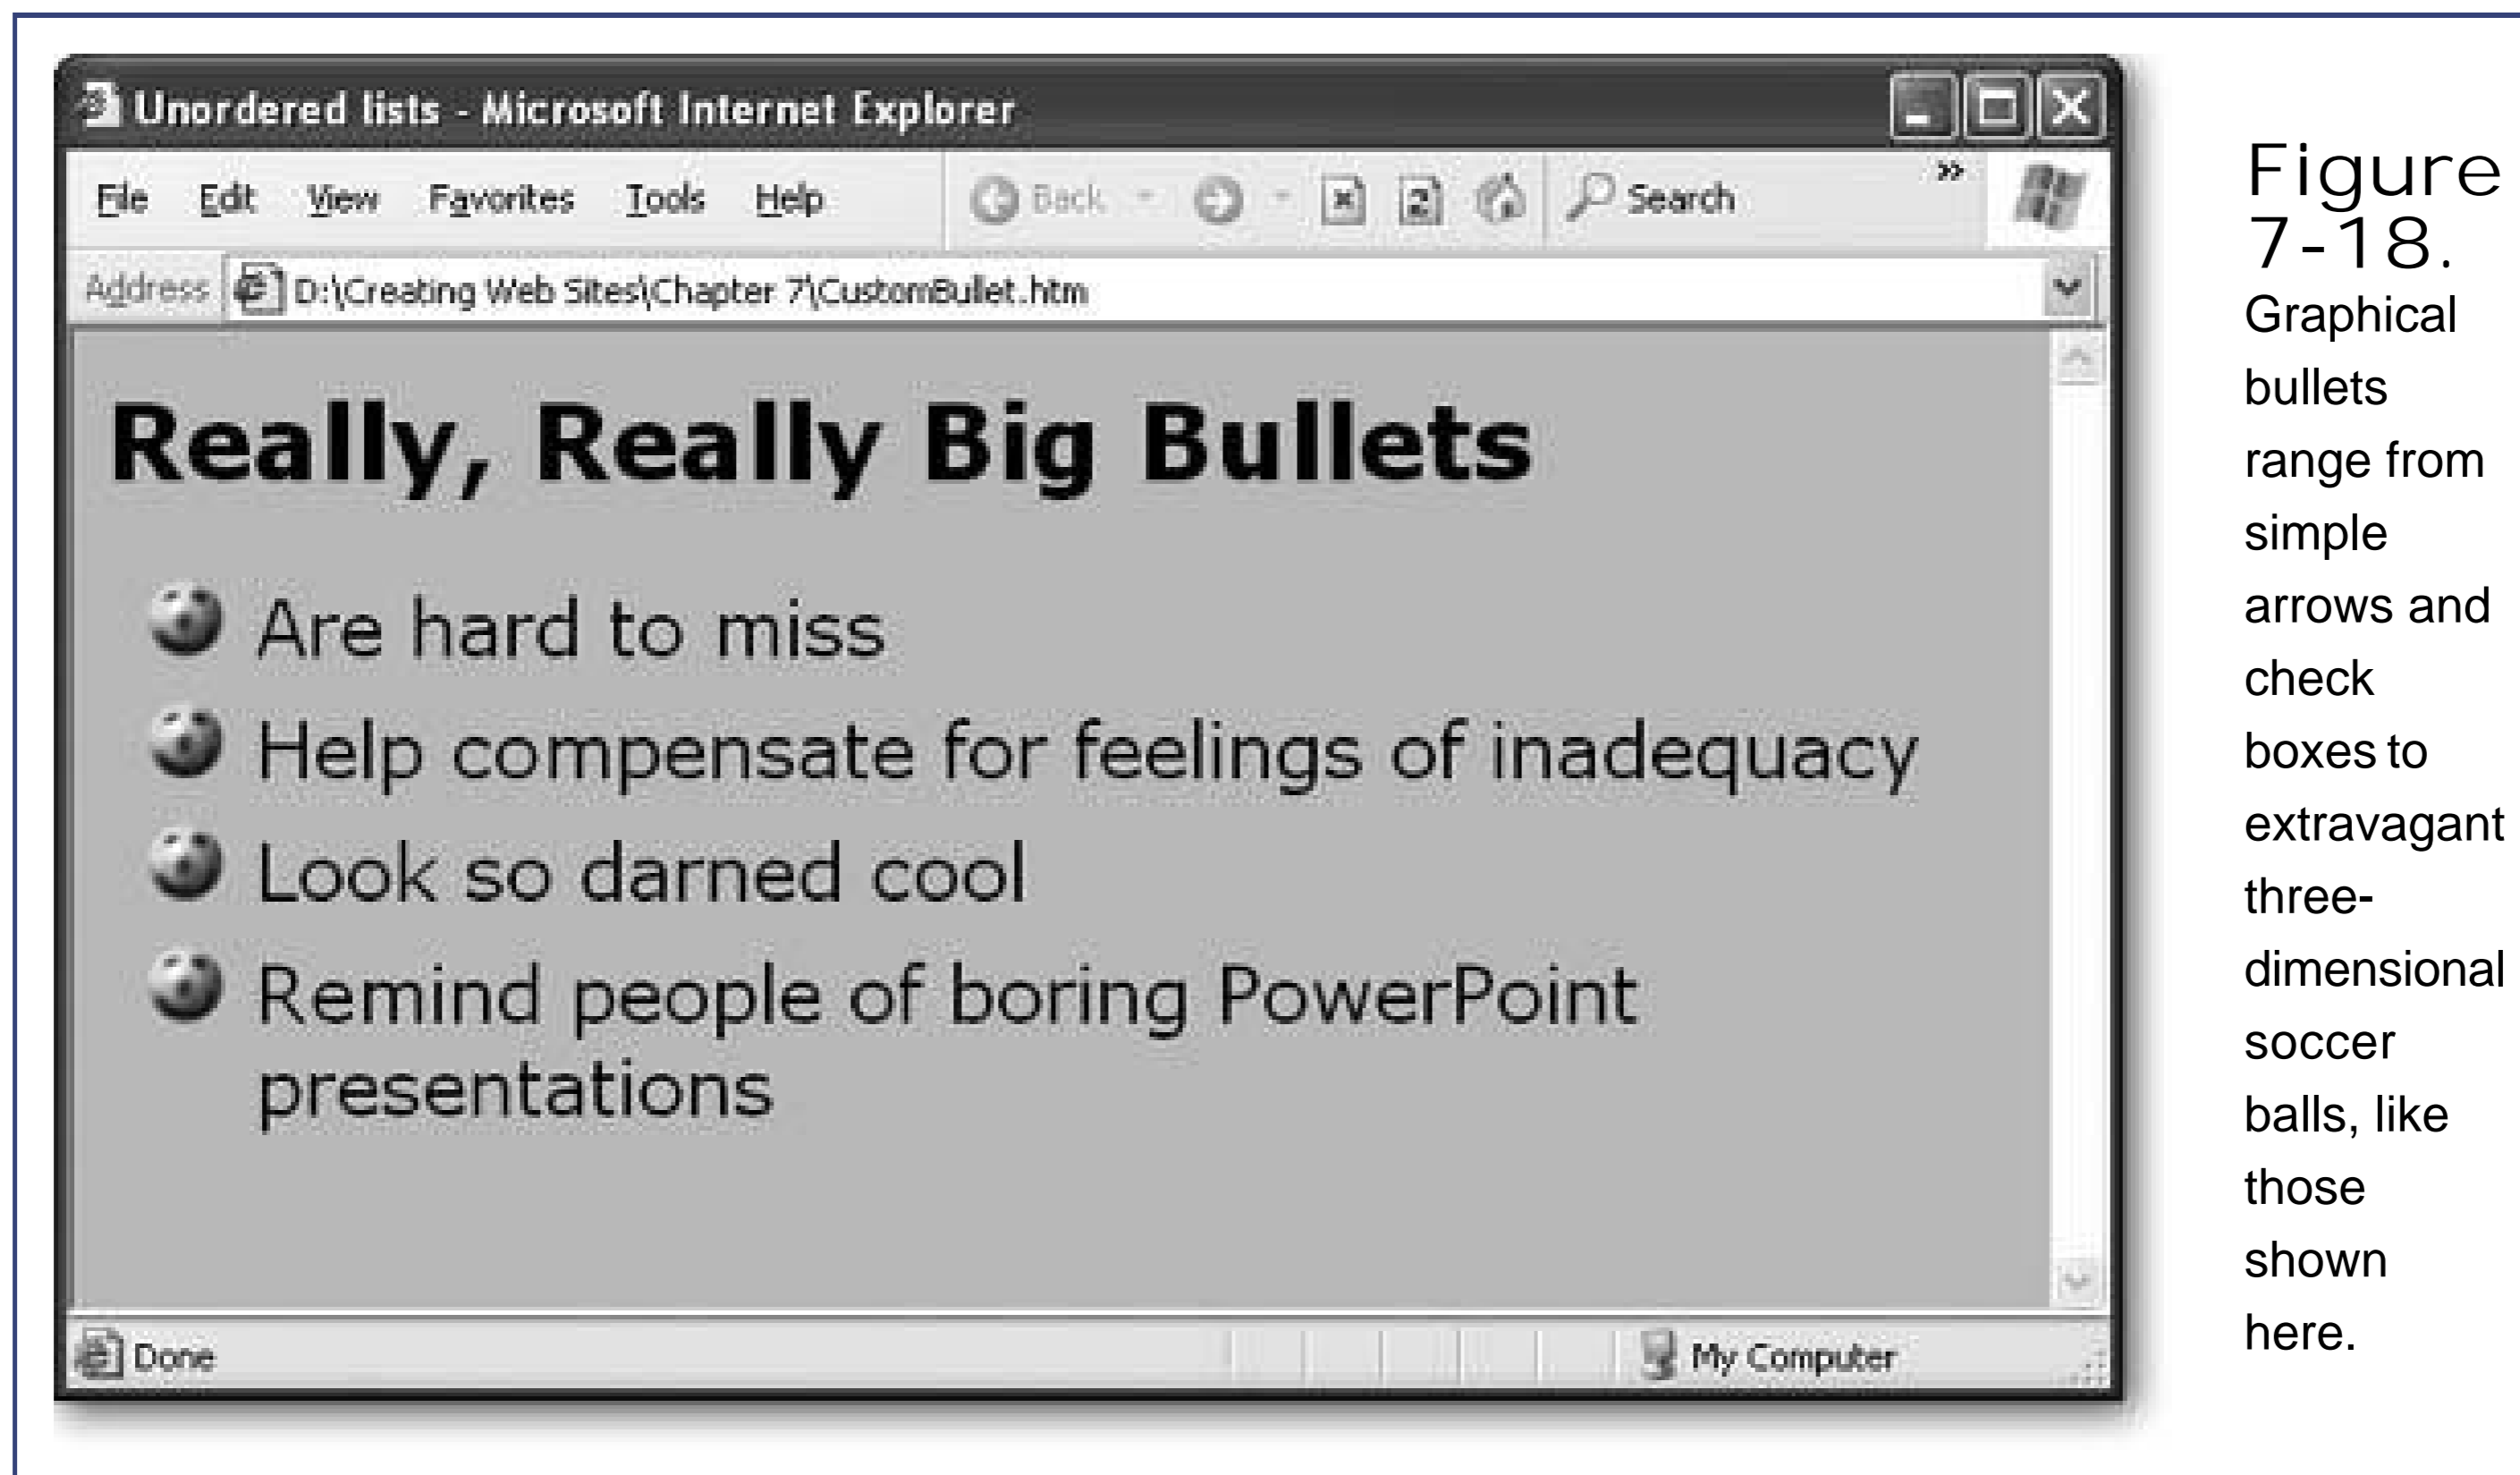 Unordered lists - Microsoft Internet Explorer
File Edit View Favorites Tools Help Back Search
Address D:\Creating Web Sites\Chapter 7\CustomBullet.htm
Really, Really Big Bullets
Are hard to miss
Help compensate for feelings of inadequacy
Look so darned cool
Remind people of boring PowerPoint
presentations
Done My Computer
Figure
7-18.
Graphical
bullets
range from
simple
arrows and
check
boxes to
extravagant
three-
dimensional
soccer
balls, like
those
shown
here.